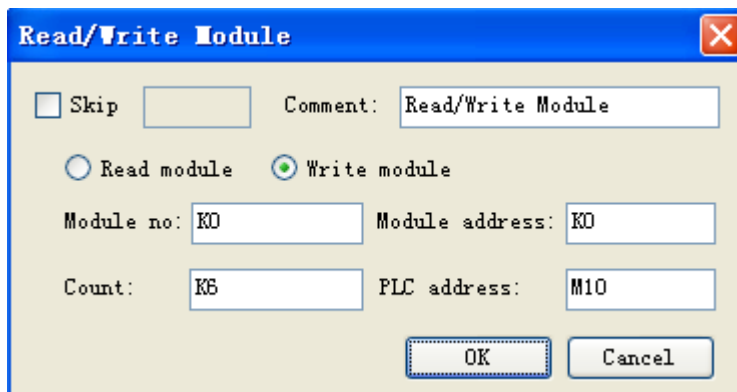 Read/Write Module
Skip Comment: Read/Write Module
Read module Write module
Module no: K0 Module address: K0
Count: K6 PLC address: M10
OK Cancel